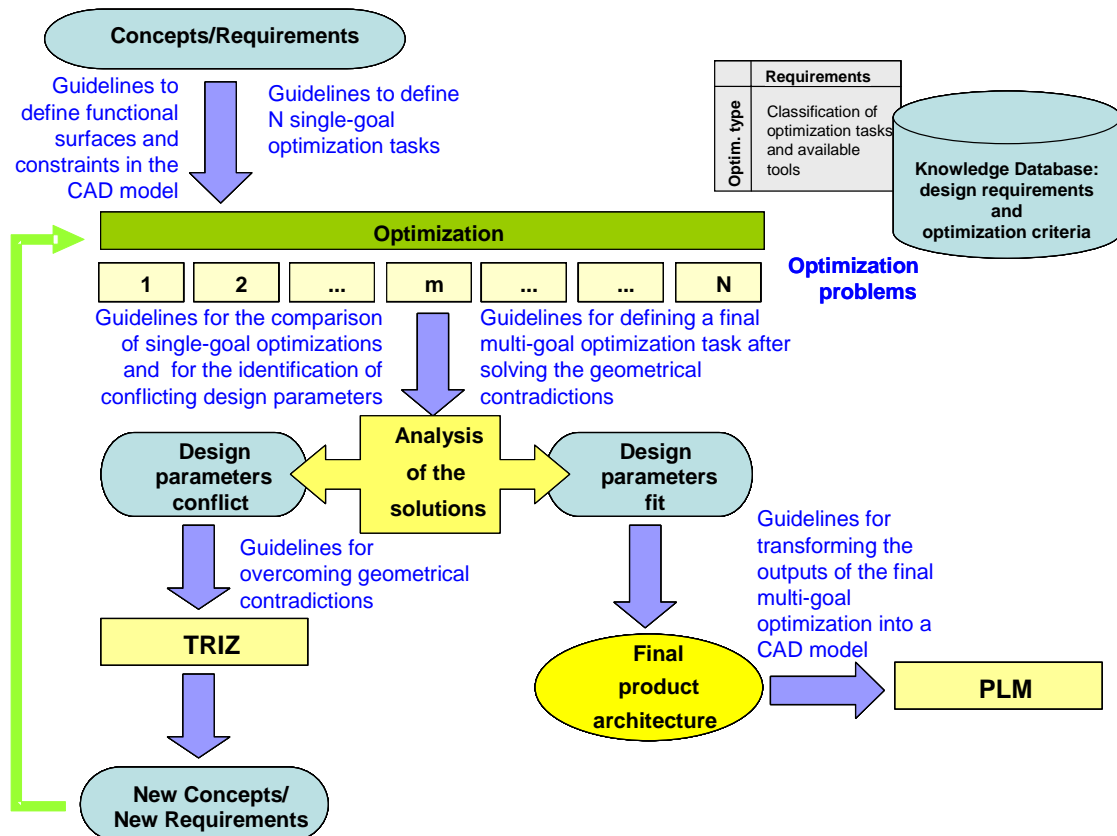 Concepts/Requirements
Guidelines to
define functional
surfaces and
constraints in the
CAD model
Guidelines to define
N single-goal
optimization tasks
Requirements
Optim. type
Classification of
optimization tasks
and available
tools
Knowledge Database:
design requirements
and
optimization criteria
Optimization
1 2 ... m ... ... N
Optimization
problems
Guidelines for the comparison
of single-goal optimizations
and for the identification of
conflicting design parameters
Guidelines for defining a final
multi-goal optimization task after
solving the geometrical
contradictions
Design
parameters
conflict
Analysis
of the
solutions
Design
parameters
fit
Guidelines for
overcoming geometrical
contradictions
Guidelines for
transforming the
outputs of the final
multi-goal
optimization into a
CAD model
TRIZ
Final
product
architecture
PLM
New Concepts/
New Requirements